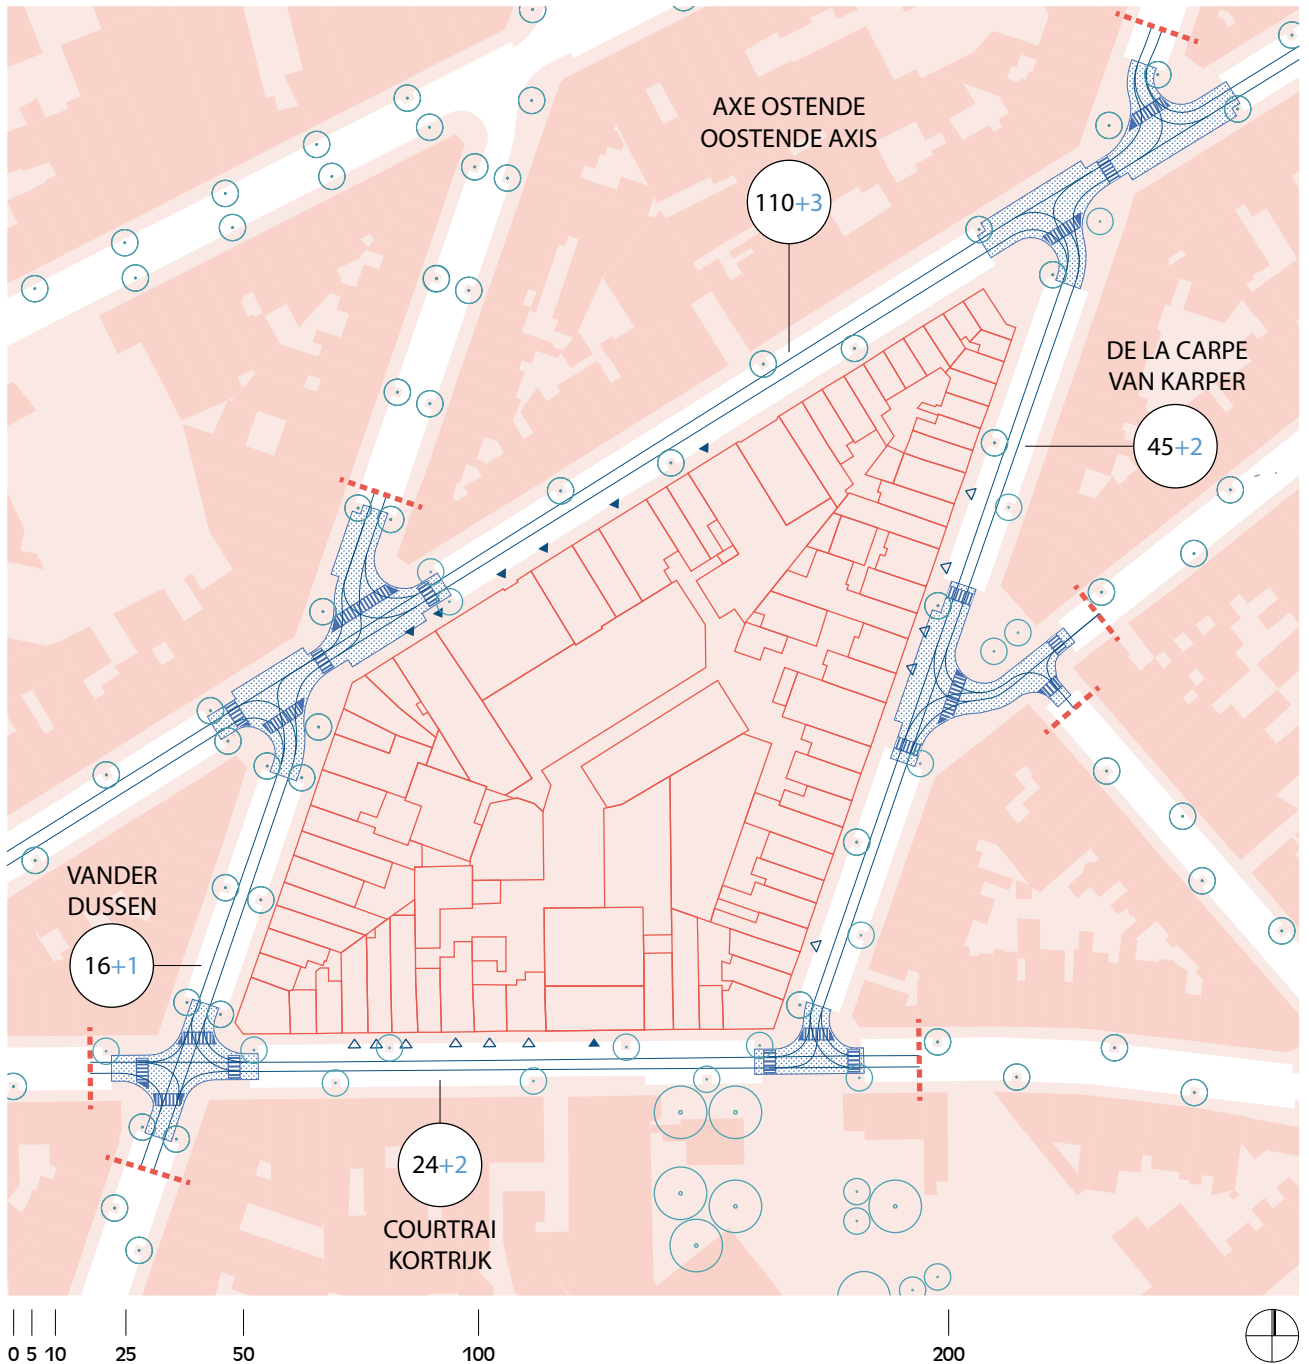 AXE OSTENDE
OOSTENDE AXIS
110+3
DE LA CARPE
VAN KARPER
45+2
VANDER
DUSSEN
16+1
24+2
COURTRAI
KORTRIJK
0 5 10 25 50 100 200